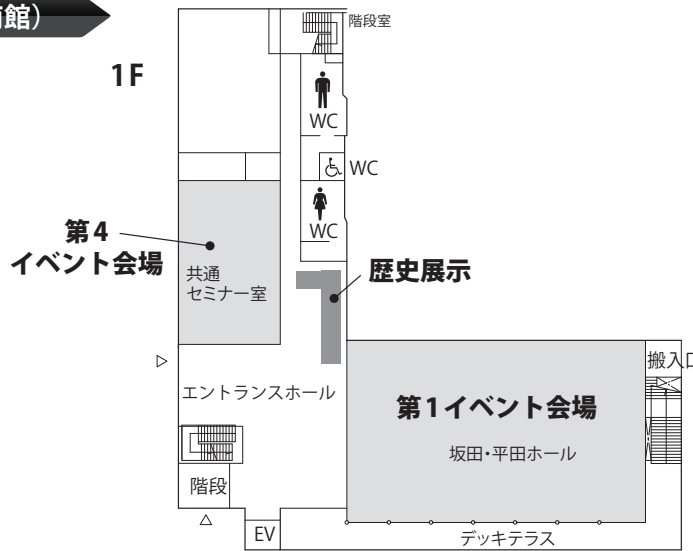 館）
階段室
1F
WC
WC
WC
第4
イベント会場
共通
セミナー室
歴史展示
搬入口
エントランスホール
第1イベント会場
坂田・平田ホール
階段
EV
デッキテラス